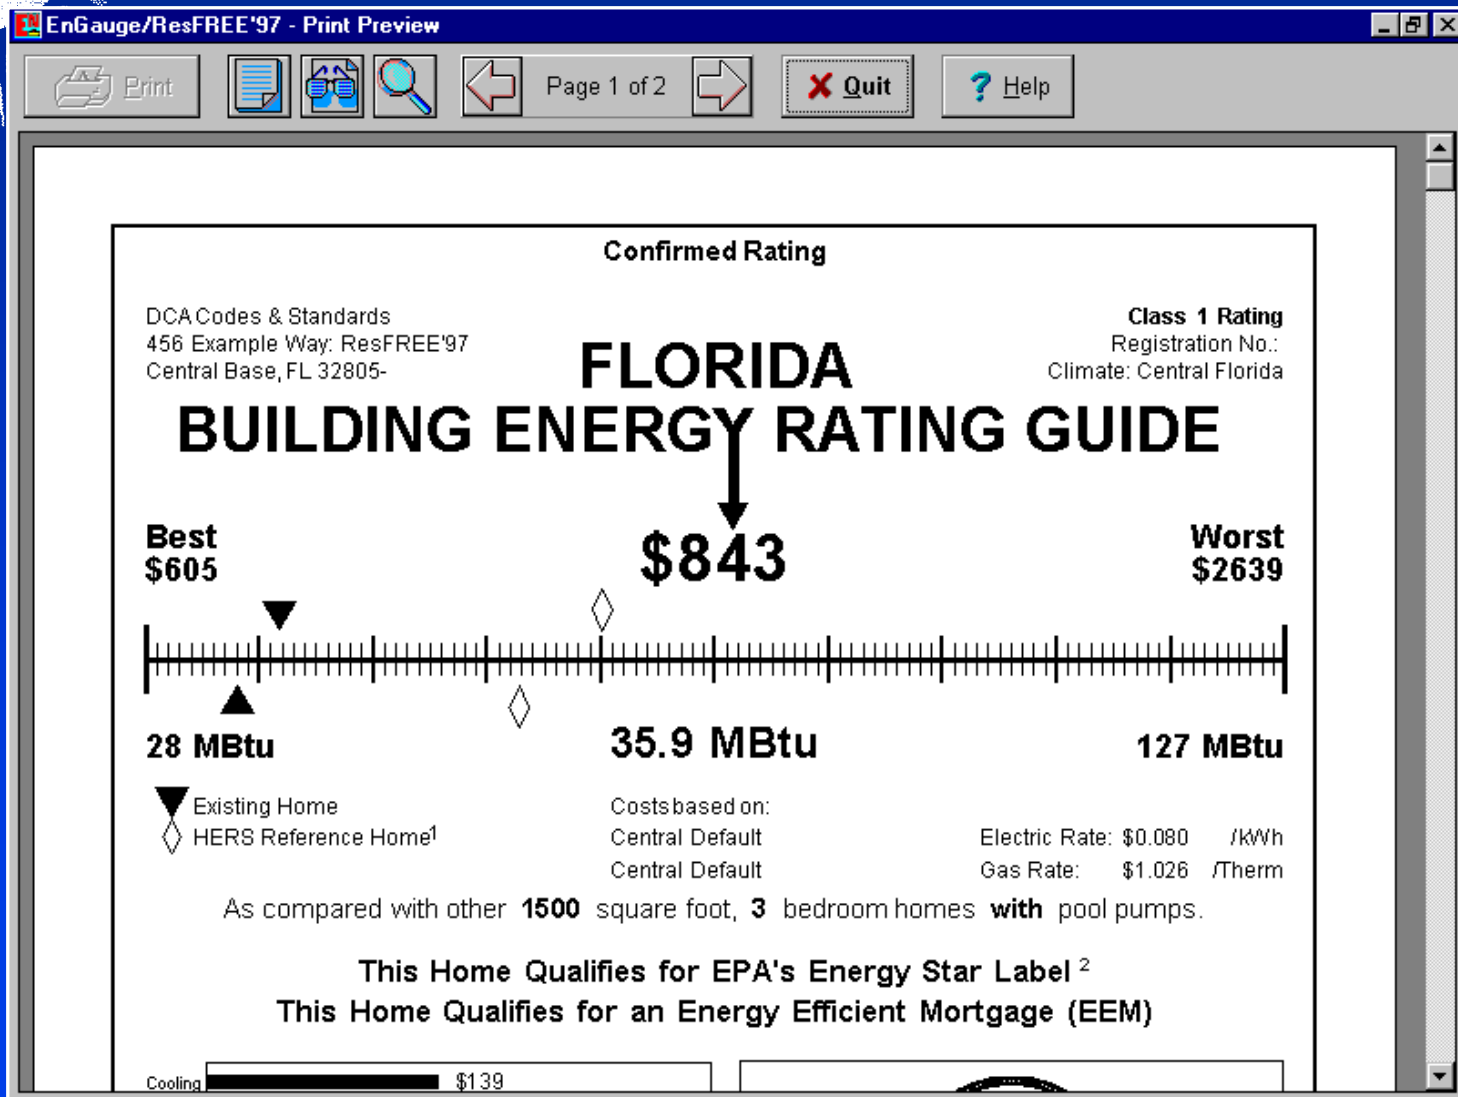 EnGauge/ResFREE'97 - Print Preview
Print
Page 1 of 2
Quit
Help
Confirmed Rating
DCA Codes & Standards
456 Example Way: ResFREE'97
Central Base, FL 32805-
Class 1 Rating
Registration No.:
Climate: Central Florida
FLORIDA
BUILDING ENERGY RATING GUIDE
Best
$605
$843
Worst
$2639
28 MBtu
35.9 MBtu
127 MBtu
Existing Home
HERS Reference Home1
Costs based on:
Central Default
Electric Rate: $0.080 /kWh
Central Default
Gas Rate: $1.026 /Therm
As compared with other 1500 square foot, 3 bedroom homes with pool pumps.
This Home Qualifies for EPA's Energy Star Label 2
This Home Qualifies for an Energy Efficient Mortgage (EEM)
Cooling $139